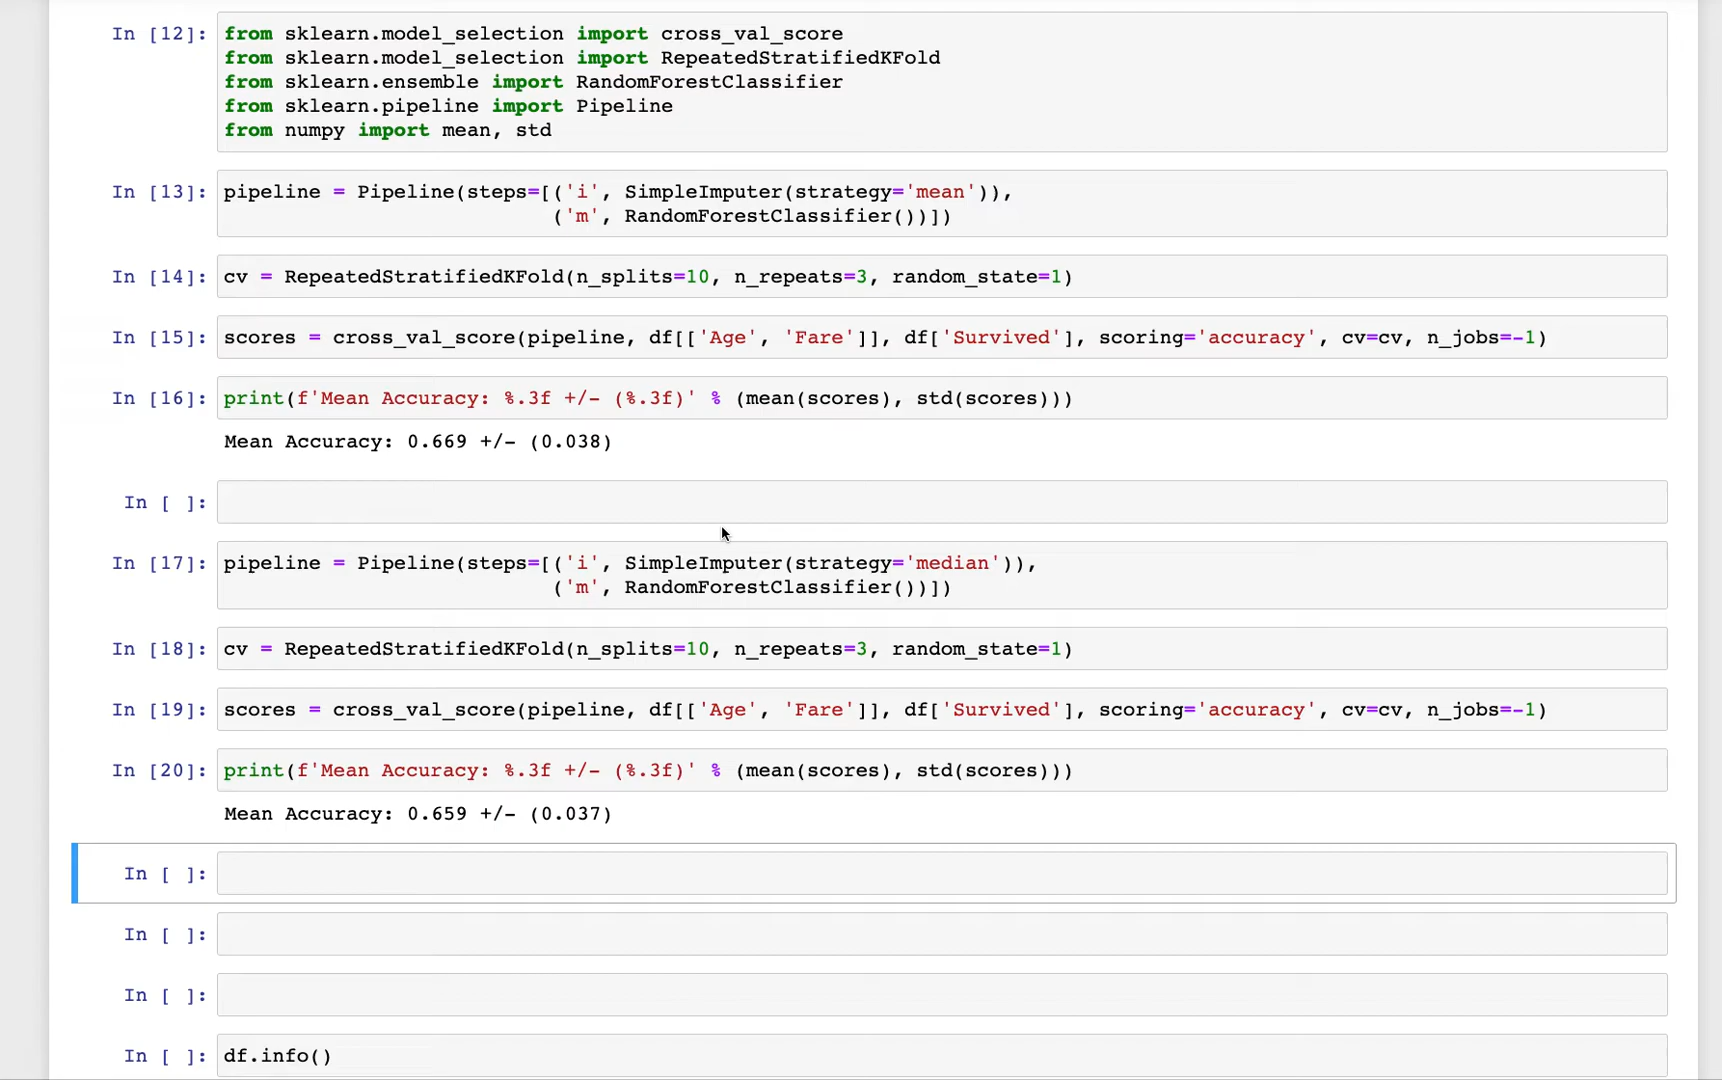 In [12]: from sklearn.model_selection import cross_val_score
from sklearn.model_selection import RepeatedStratifiedKFold
from sklearn.ensemble import RandomForestClassifier
from sklearn.pipeline import Pipeline
from numpy import mean, std
In [13]: pipeline = Pipeline(steps=[('i', SimpleImputer(strategy='mean')),
('m', RandomForestClassifier())])
In [14]: cv = RepeatedStratifiedKFold(n_splits=10, n_repeats=3, random_state=1)
In [15]: scores = cross_val_score(pipeline, df[['Age', 'Fare']], df['Survived'], scoring='accuracy', cv=cv, n_jobs=-1)
In [16]: print(f'Mean Accuracy: %.3f +/- (%.3f)' % (mean(scores), std(scores)))
Mean Accuracy: 0.669 +/- (0.038)
In [ ]:
In [17]: pipeline = Pipeline(steps=[('i', SimpleImputer(strategy='median')),
('m', RandomForestClassifier())])
In [18]: cv = RepeatedStratifiedKFold(n_splits=10, n_repeats=3, random_state=1)
In [19]: scores = cross_val_score(pipeline, df[['Age', 'Fare']], df['Survived'], scoring='accuracy', cv=cv, n_jobs=-1)
In [20]: print(f'Mean Accuracy: %.3f +/- (%.3f)' % (mean(scores), std(scores)))
Mean Accuracy: 0.659 +/- (0.037)
In [ ]:
In [ ]:
In [ ]:
In [ ]: df.info()